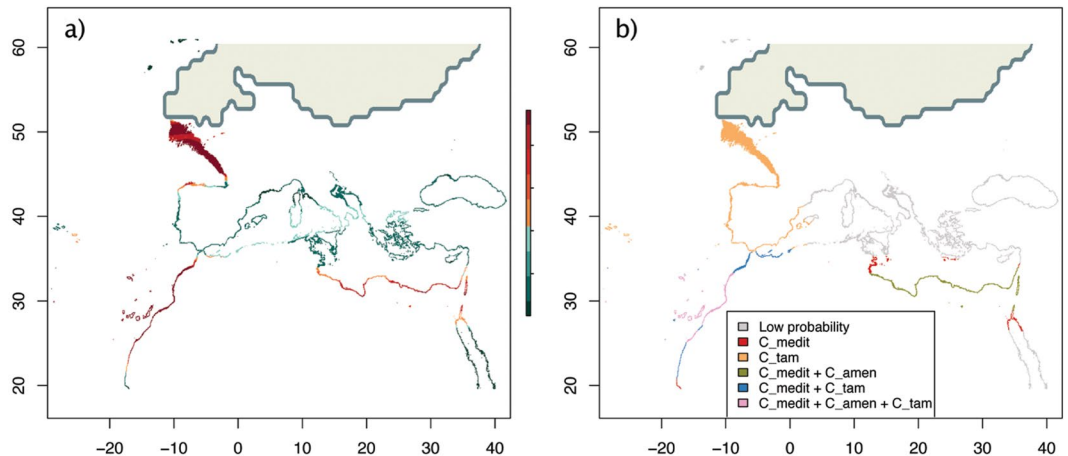 a)
60
50
40
30
20
−20 −10 0 10 20 30 40
b)
60
50
40
30
20
Low probability
C_medit
C_tam
C_medit + C_amen
C_medit + C_tam
C_medit + C_amen + C_tam
−20 −10 0 10 20 30 40